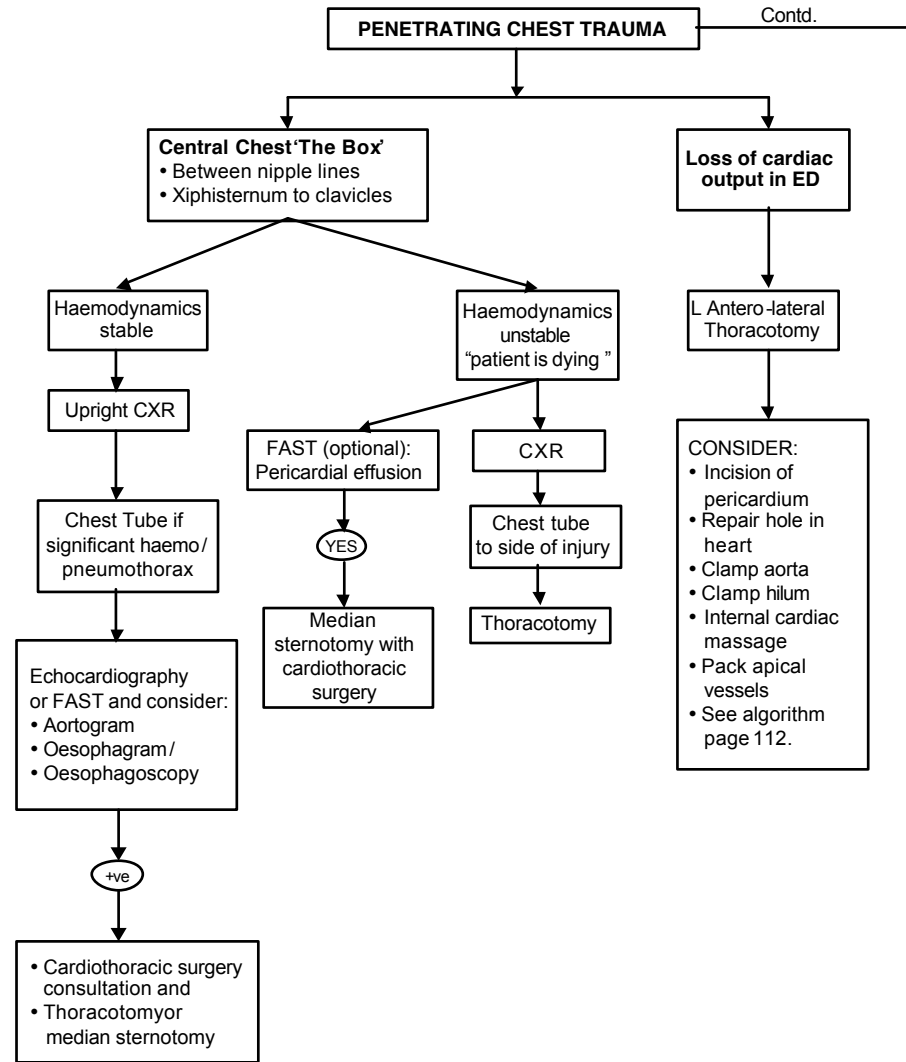 PENETRATING CHEST TRAUMA
Contd.
Central Chest ‘The Box’
• Between nipple lines
• Xiphisternum to clavicles
Loss of cardiac
output in ED
Haemodynamics
stable
Haemodynamics
unstable
“patient is dying ”
L Antero-lateral
Thoracotomy
Upright CXR
FAST (optional):
Pericardial effusion
CXR
CONSIDER:
• Incision of
pericardium
• Repair hole in
heart
• Clamp aorta
• Clamp hilum
• Internal cardiac
massage
• Pack apical
vessels
• See algorithm
page 112.
Chest Tube if
significant haemo/
pneumothorax
YES
Chest tube
to side of injury
Median
sternotomy with
cardiothoracic
surgery
Thoracotomy
Echocardiography
or FAST and consider:
• Aortogram
• Oesophagram/
• Oesophagoscopy
+ve
• Cardiothoracic surgery
consultation and
• Thoracotomyor
median sternotomy